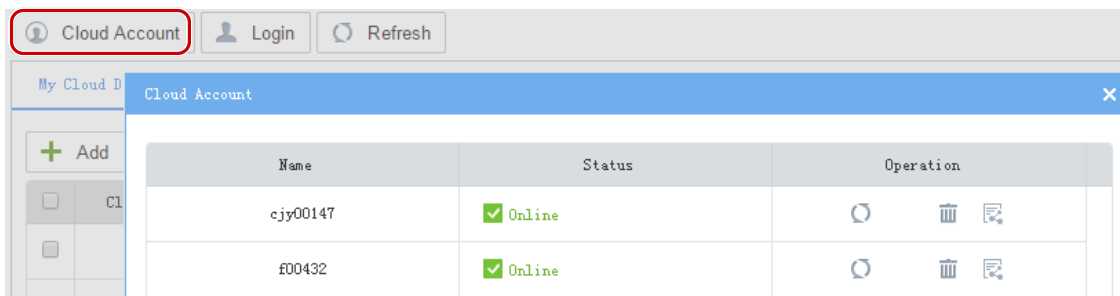 Cloud Account Login Refresh
My Cloud D
Cloud Account
Add
Name Status Operation
Cl
cjy00147 Online
f00432 Online